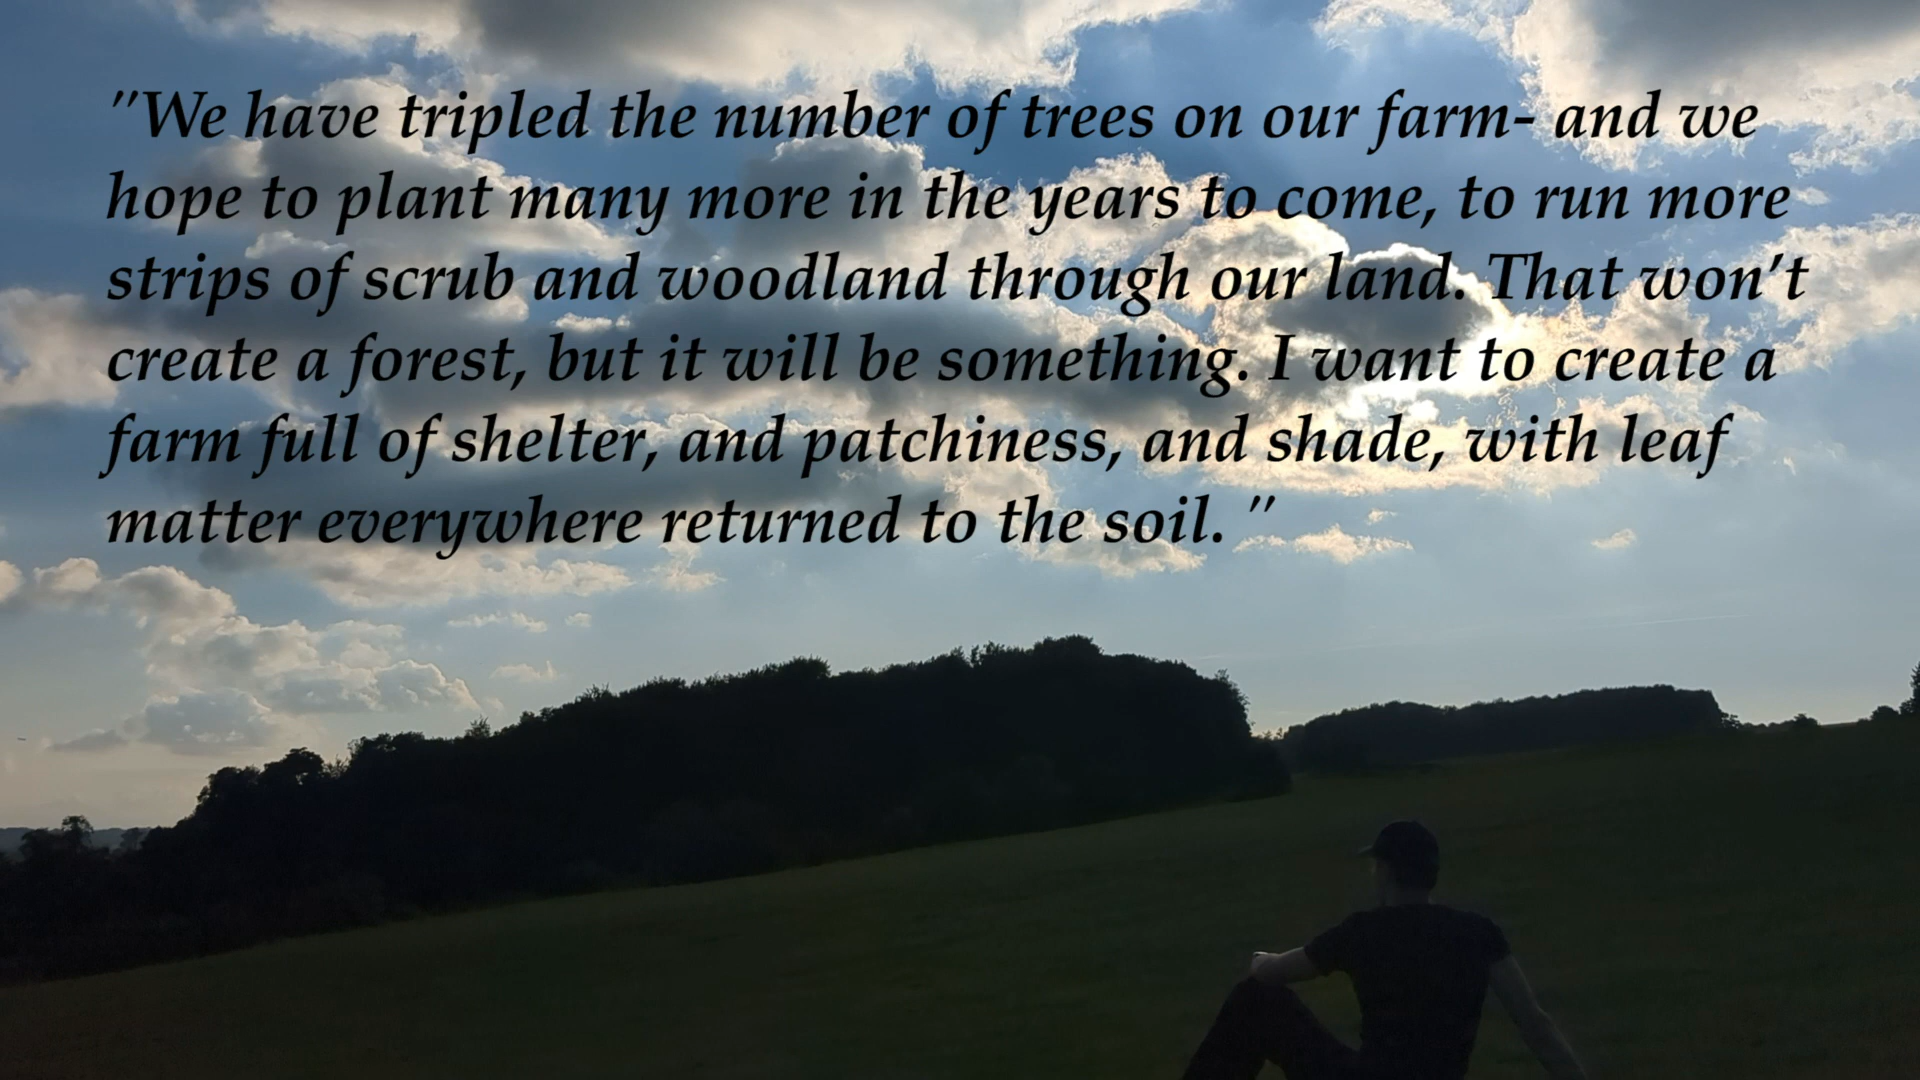 "We have tripled the number of trees on our farm- and we
hope to plant many more in the years to come, to run more
strips of scrub and woodland through our land. That won’t
create a forest, but it will be something. I want to create a
farm full of shelter, and patchiness, and shade, with leaf
matter everywhere returned to the soil. "